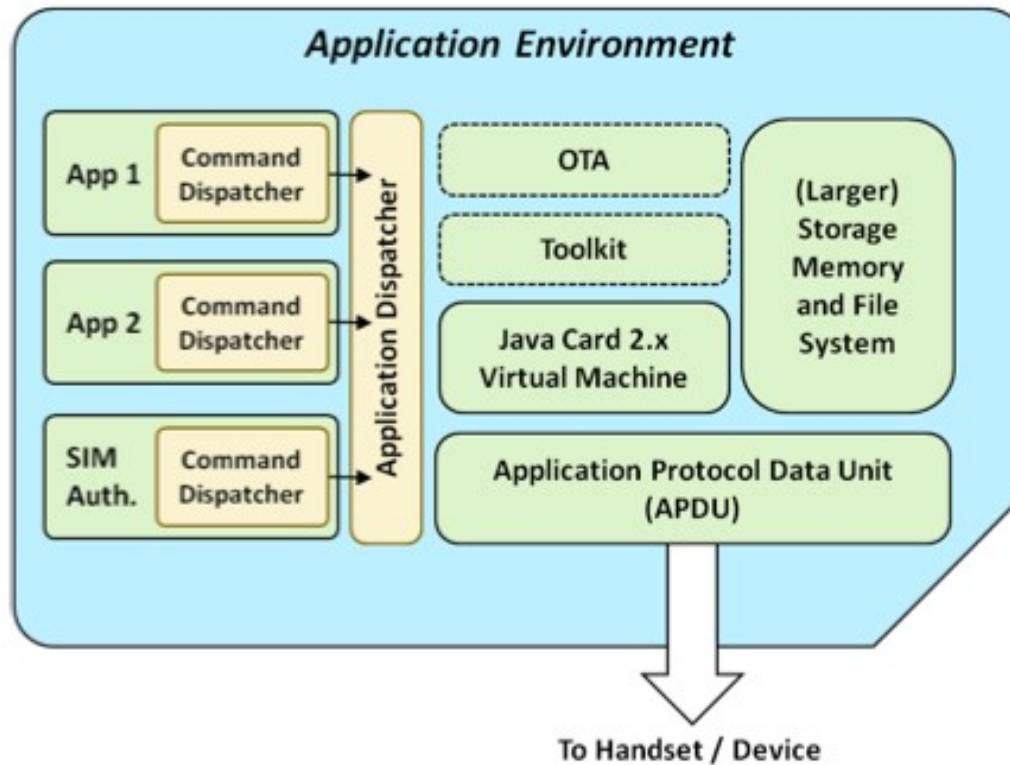 Application Environment
App 1
Command
Dispatcher
App 2
Command
Dispatcher
SIM
Auth.
Command
Dispatcher
Application Dispatcher
OTA
Toolkit
Java Card 2.x
Virtual Machine
(Larger)
Storage
Memory
and File
System
Application Protocol Data Unit
(APDU)
To Handset / Device